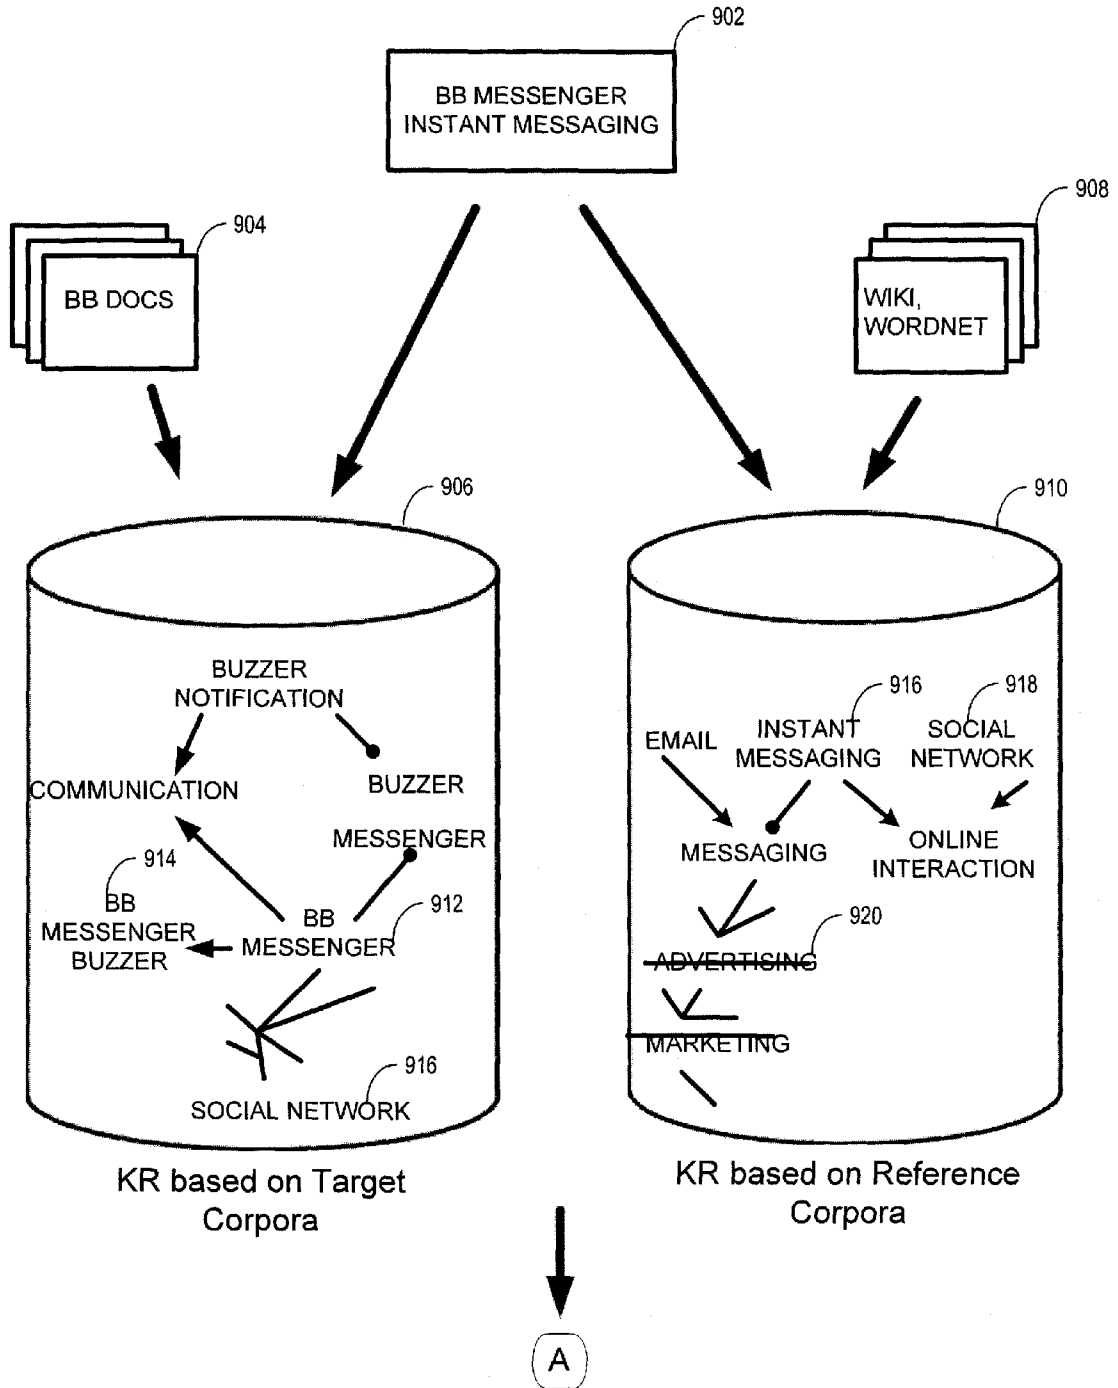 902
BB MESSENGER
INSTANT MESSAGING
904
BB DOCS
908
WIKI,
WORDNET
906
910
BUZZER
NOTIFICATION
COMMUNICATION
BUZZER
MESSENGER
914
BB
MESSENGER
BUZZER
BB
MESSENGER
912
916
SOCIAL NETWORK
916
918
EMAIL
INSTANT
MESSAGING
SOCIAL
NETWORK
MESSAGING
ONLINE
INTERACTION
920
ADVERTISING
MARKETING
KR based on Target
Corpora
KR based on Reference
Corpora
A